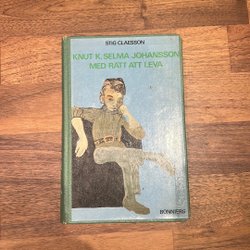 STIG CLAESSON
KNUT K. SELMA JOHANSSON
MED RÄTT ATT LEVA
BONNIERS